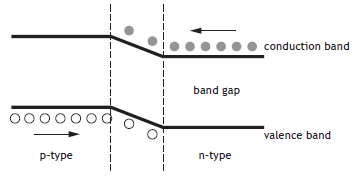 conduction band
band gap
valence band
p-type
n-type